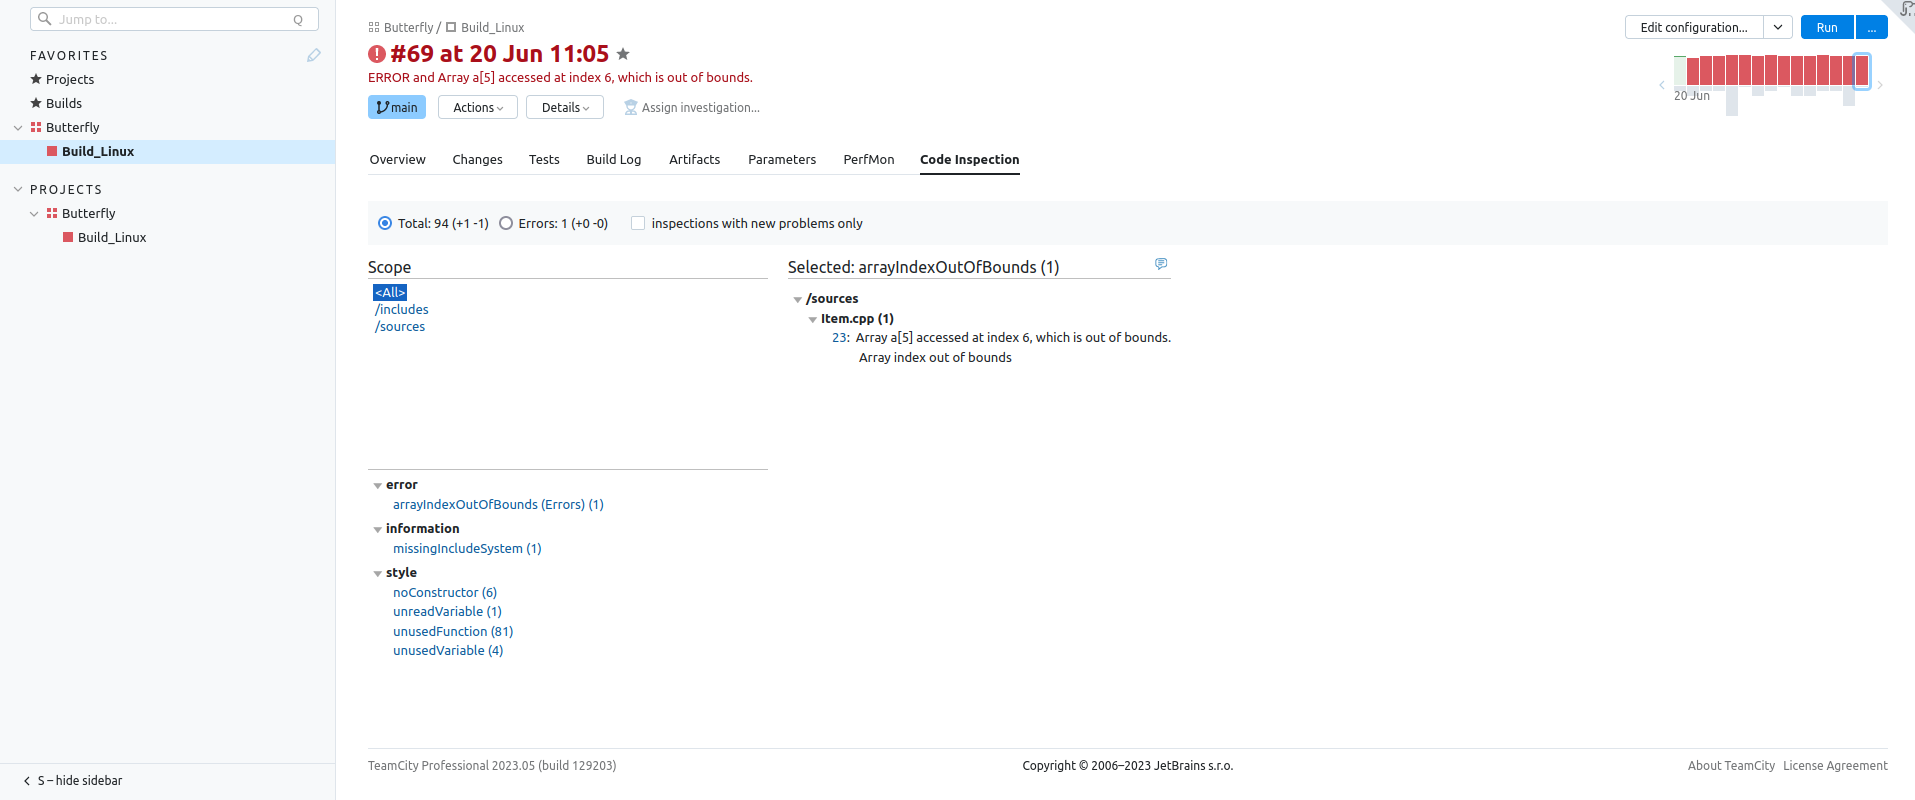 Jump to...
Q
FAVORITES
Projects
Builds
Butterfly
Build_Linux
PROJECTS
Butterfly
Build_Linux
S – hide sidebar
Butterfly / Build_Linux
#69 at 20 Jun 11:05
ERROR and Array a[5] accessed at index 6, which is out of bounds.
main Actions Details Assign investigation...
Edit configuration... Run ...
20 Jun
Overview Changes Tests Build Log Artifacts Parameters PerfMon Code Inspection
Total: 94 (+1 -1) Errors: 1 (+0 -0) inspections with new problems only
Scope
<All>
/includes
/sources
error
arrayIndexOutOfBounds (Errors) (1)
information
missingIncludeSystem (1)
style
noConstructor (6)
unreadVariable (1)
unusedFunction (81)
unusedVariable (4)
Selected: arrayIndexOutOfBounds (1)
/sources
Item.cpp (1)
23: Array a[5] accessed at index 6, which is out of bounds.
Array index out of bounds
TeamCity Professional 2023.05 (build 129203) Copyright © 2006–2023 JetBrains s.r.o. About TeamCity License Agreement